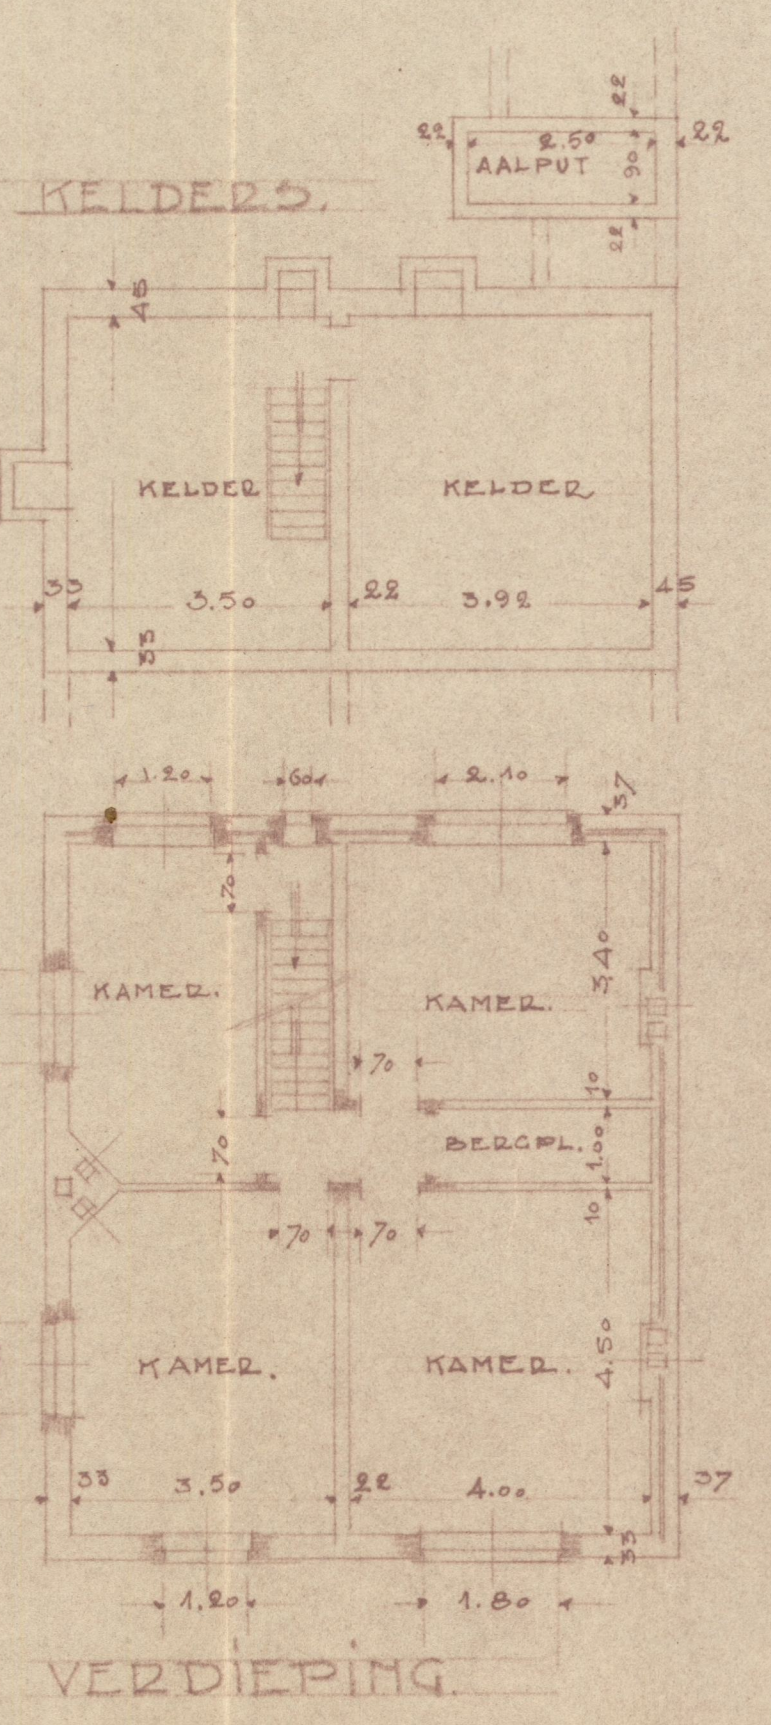 22
22 2.50 22
AALPUT 90
KELDERS.
22
45
KELDER KELDER
33 3.50 22 3.92 45
33
1.20 60 2.10 37
70
3.40
KAMER. KAMER.
70
10
70 BERGPL. 1.00
10
70 70
KAMER. KAMER. 4.50
33 3.50 22 4.00 37
33
1.20 1.80
VERDIEPING.